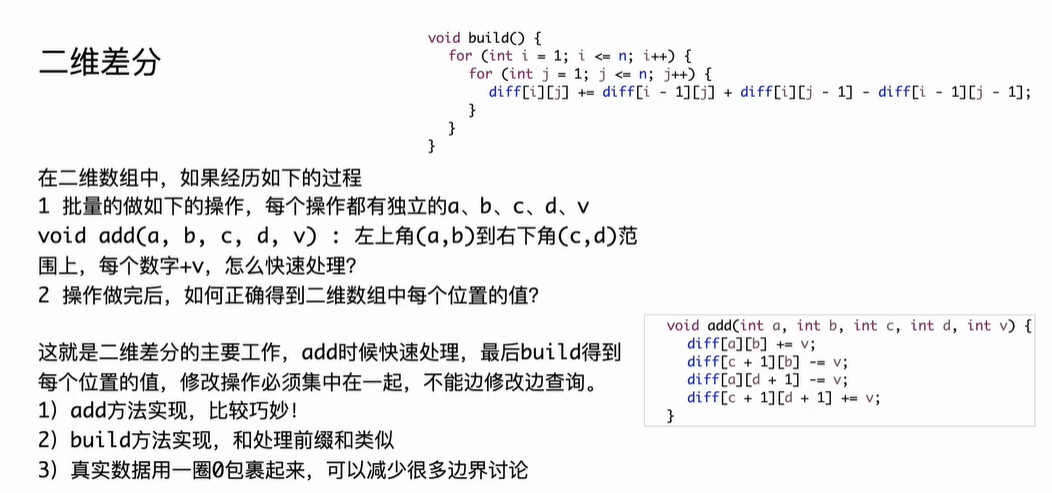 二维差分
void build() {
for (int i = 1; i <= n; i++) {
for (int j = 1; j <= n; j++) {
diff[i][j] += diff[i - 1][j] + diff[i][j - 1] - diff[i - 1][j - 1];
}
}
}
在二维数组中，如果经历如下的过程
1 批量的做如下的操作，每个操作都有独立的a、b、c、d、v
void add(a, b, c, d, v) : 左上角(a,b)到右下角(c,d)范
围上，每个数字+v，怎么快速处理？
2 操作做完后，如何正确得到二维数组中每个位置的值？
这就是二维差分的主要工作，add时候快速处理，最后build得到
每个位置的值，修改操作必须集中在一起，不能边修改边查询。
1）add方法实现，比较巧妙！
2）build方法实现，和处理前缀和类似
3）真实数据用一圈0包裹起来，可以减少很多边界讨论
void add(int a, int b, int c, int d, int v) {
diff[a][b] += v;
diff[c + 1][b] -= v;
diff[a][d + 1] -= v;
diff[c + 1][d + 1] += v;
}